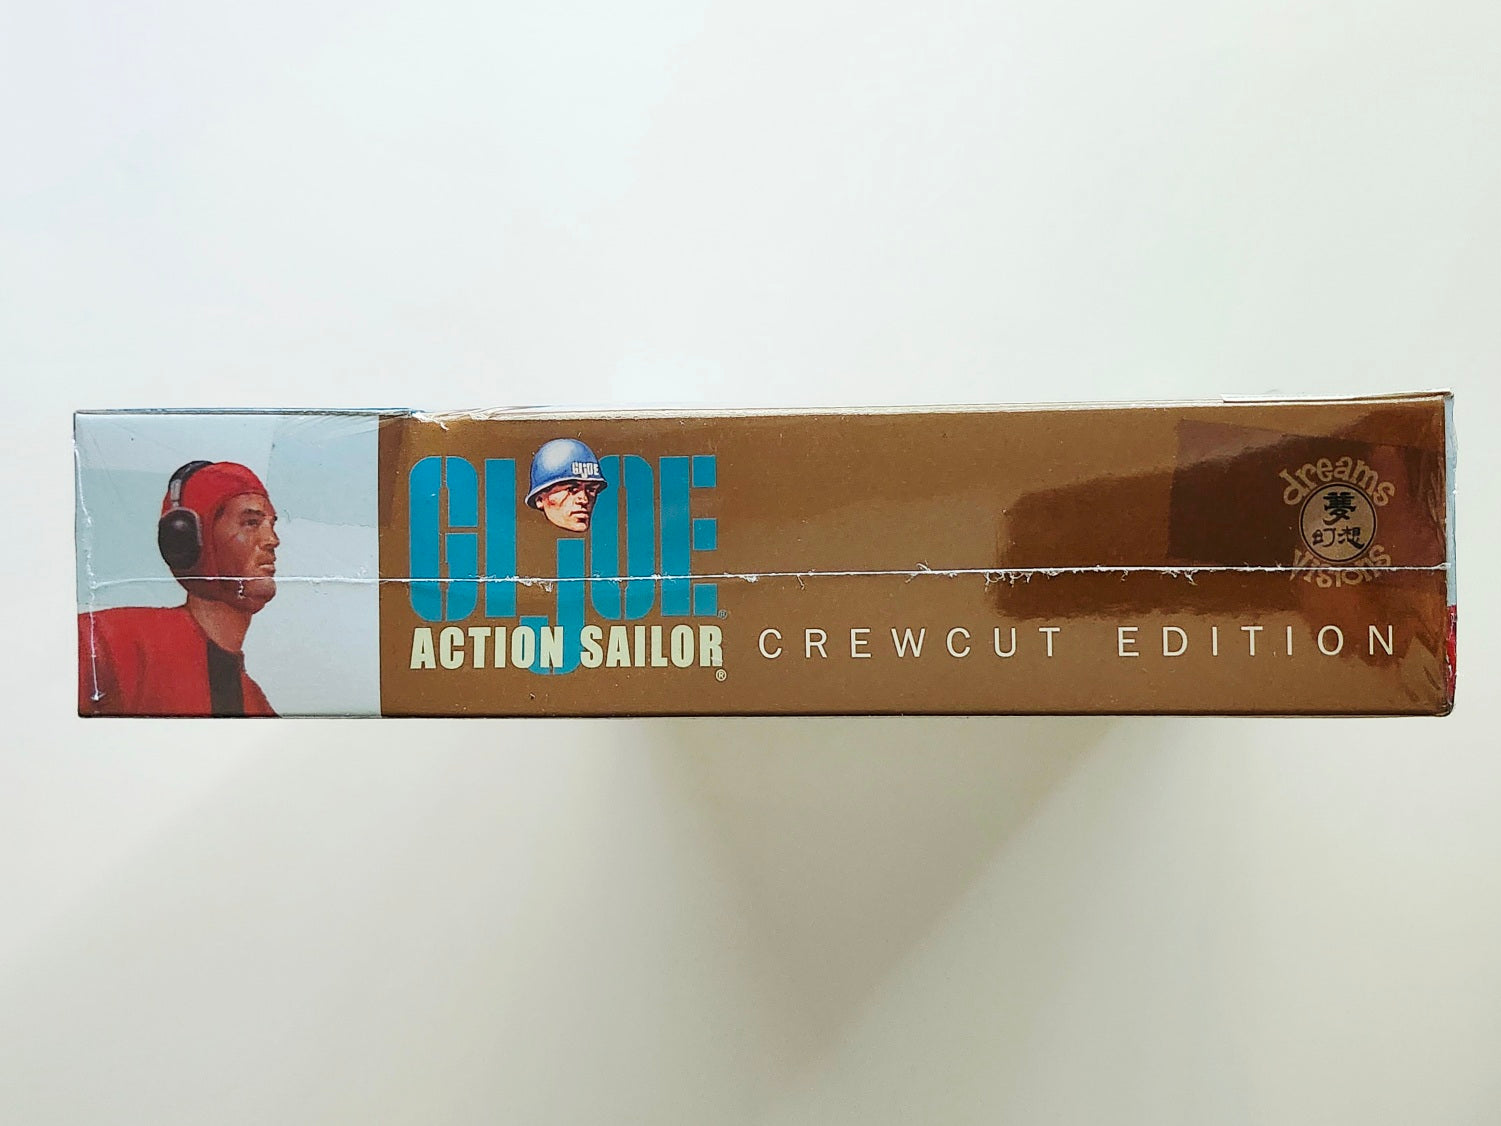 GI JOE
GI JOE
®
ACTION SAILOR
®
CREWCUT EDITION
dreams
夢
幻想
visions